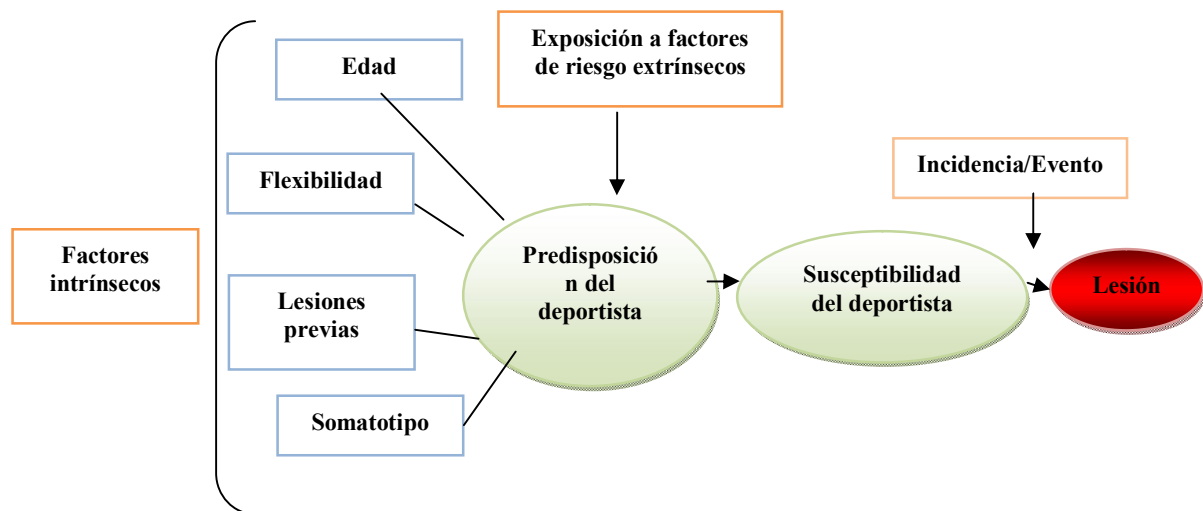 Factores
intrínsecos
Edad
Flexibilidad
Lesiones
previas
Somatotipo
Exposición a factores
de riesgo extrínsecos
Predisposició
n del
deportista
Susceptibilidad
del deportista
Incidencia/Evento
Lesión